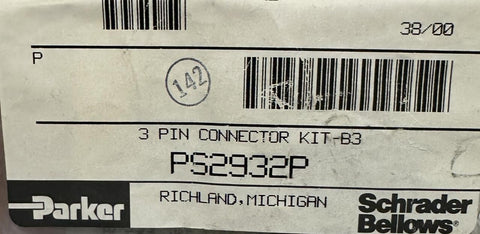 38/00
P
142
3 PIN CONNECTOR KIT-B3
PS2932P
Parker
RICHLAND, MICHIGAN
Schrader
Bellows®